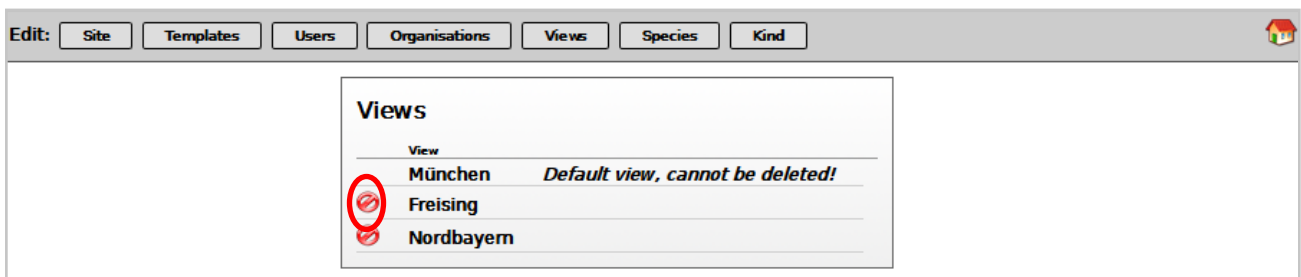 Edit: Site Templates Users Organisations Views Species Kind
Views
View
München Default view, cannot be deleted!
Freising
Nordbayern